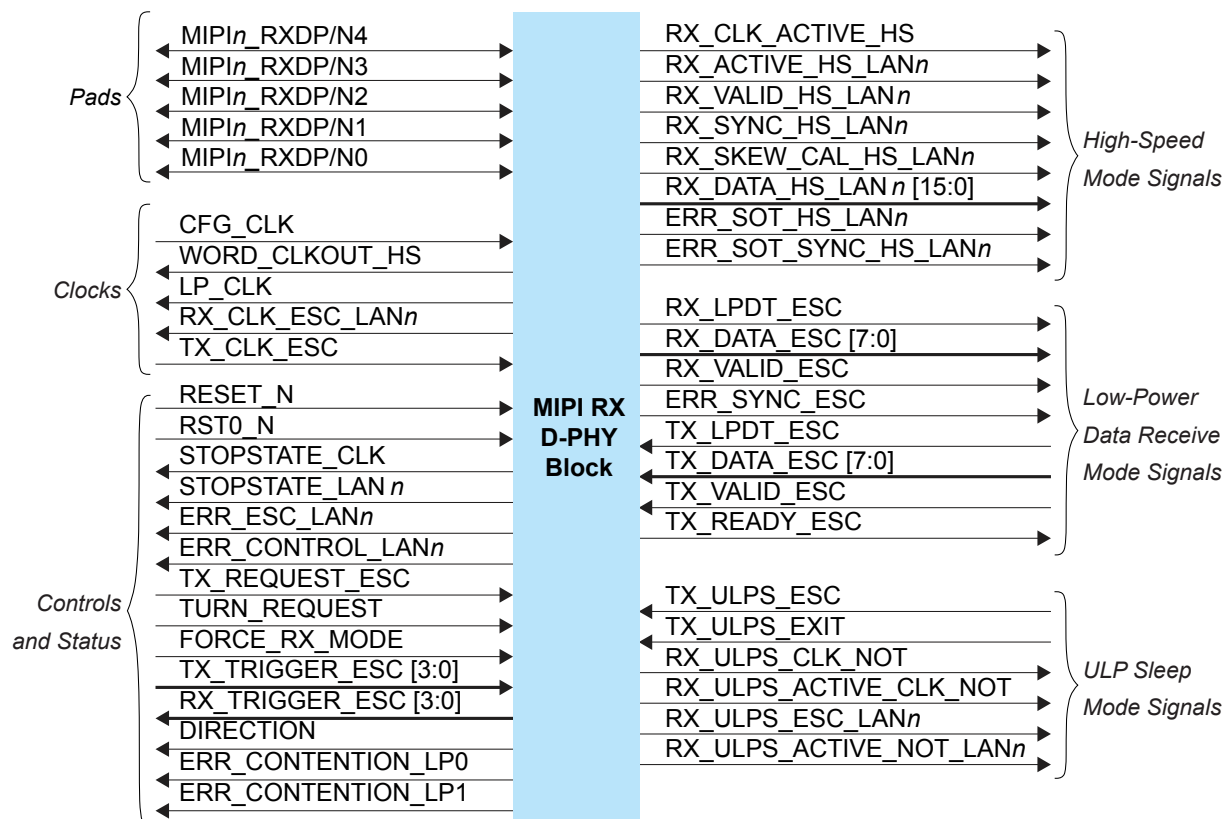 Pads
MIPIn_RXDP/N4
MIPIn_RXDP/N3
MIPIn_RXDP/N2
MIPIn_RXDP/N1
MIPIn_RXDP/N0
Clocks
CFG_CLK
WORD_CLKOUT_HS
LP_CLK
RX_CLK_ESC_LANn
TX_CLK_ESC
Controls
and Status
RESET_N
RST0_N
STOPSTATE_CLK
STOPSTATE_LAN n
ERR_ESC_LANn
ERR_CONTROL_LANn
TX_REQUEST_ESC
TURN_REQUEST
FORCE_RX_MODE
TX_TRIGGER_ESC [3:0]
RX_TRIGGER_ESC [3:0]
DIRECTION
ERR_CONTENTION_LP0
ERR_CONTENTION_LP1
MIPI RX
D-PHY
Block
RX_CLK_ACTIVE_HS
RX_ACTIVE_HS_LANn
RX_VALID_HS_LANn
RX_SYNC_HS_LANn
RX_SKEW_CAL_HS_LANn
RX_DATA_HS_LAN n [15:0]
ERR_SOT_HS_LANn
ERR_SOT_SYNC_HS_LANn
High-Speed
Mode Signals
RX_LPDT_ESC
RX_DATA_ESC [7:0]
RX_VALID_ESC
ERR_SYNC_ESC
TX_LPDT_ESC
TX_DATA_ESC [7:0]
TX_VALID_ESC
TX_READY_ESC
Low-Power
Data Receive
Mode Signals
TX_ULPS_ESC
TX_ULPS_EXIT
RX_ULPS_CLK_NOT
RX_ULPS_ACTIVE_CLK_NOT
RX_ULPS_ESC_LANn
RX_ULPS_ACTIVE_NOT_LANn
ULP Sleep
Mode Signals